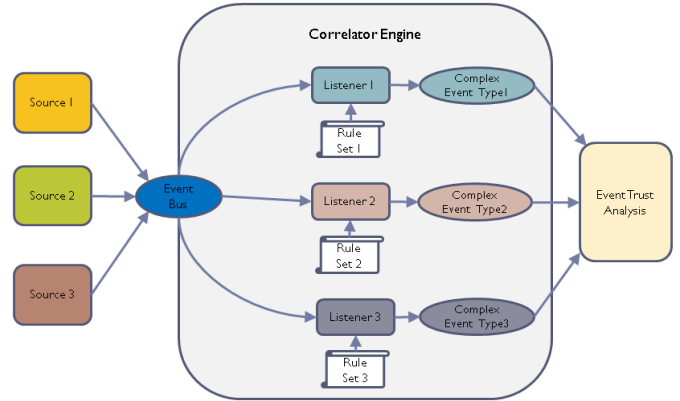 Correlator Engine
Source 1
Listener 1
Complex
Event Type1
Rule
Set 1
Source 2
Event
Bus
Listener 2
Complex
Event Type2
Event Trust
Analysis
Rule
Set 2
Source 3
Listener 3
Complex
Event Type3
Rule
Set 3